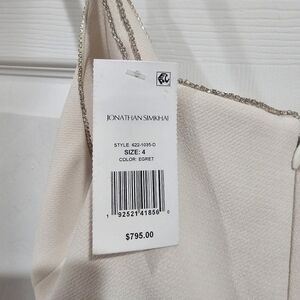 JONATHAN SIMKHAI
STYLE: 622-1035-O
SIZE: 4
COLOR: EGRET
1 92521 41856 0
$795.00